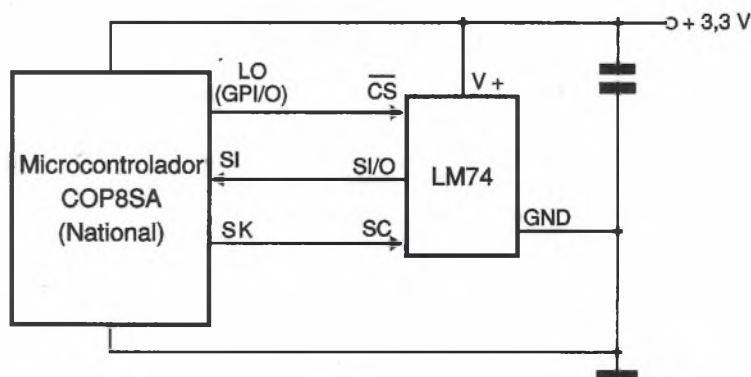 + 3,3 V
LO
(GPI/O)
CS
V +
Microcontrolador
COP8SA
(National)
SI
SI/O
LM74
SK
SC
GND